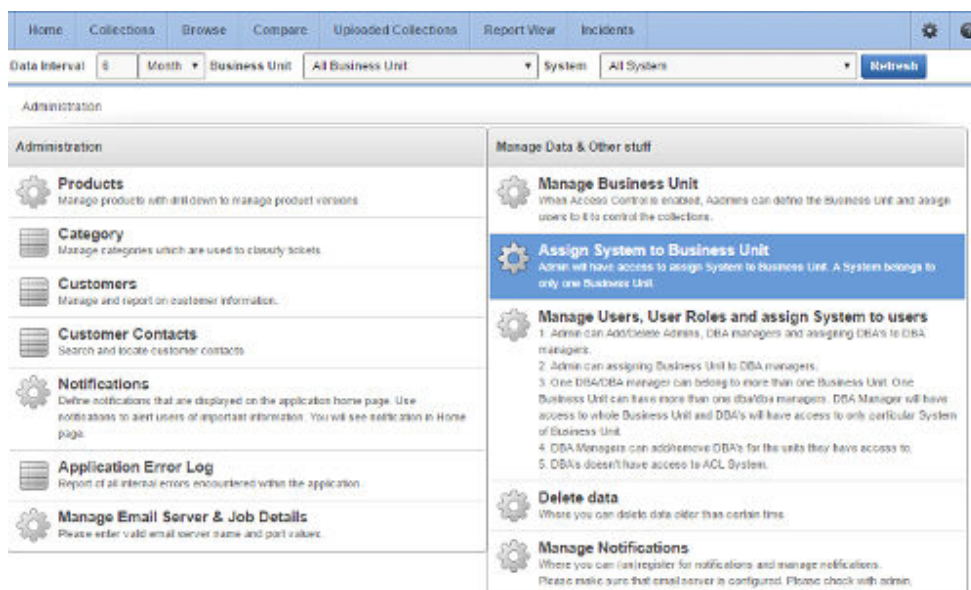 Home Collections Browse Compare Uploaded Collections Report View Incidents
Data Interval 6 Month Business Unit All Business Unit System All System Refresh
Administration
Administration
Products
Manage products with drill down to manage product versions
Category
Manage categories which are used to classify tickets
Customers
Manage and report on customer information.
Customer Contacts
Search and locate customer contacts
Notifications
Define notifications that are displayed on the application home page. Use
notifications to alert users of important information. You will see notification in Home
page.
Application Error Log
Report of all internal errors encountered within the application
Manage Email Server & Job Details
Please enter valid email server name and port values.
Manage Data & Other stuff
Manage Business Unit
When Access Control is enabled, Aadmins can define the Business Unit and assign
users to it to control the collections.
Assign System to Business Unit
Admin will have access to assign System to Business Unit. A System belongs to
only one Business Unit
Manage Users, User Roles and assign System to users
1. Admin can Add/Delete Admins, DBA managers and assigning DBA's to DBA
managers.
2. Admin can assigning Business Unit to DBA managers.
3. One DBA/DBA manager can belong to more than one Business Unit. One
Business Unit can have more than one dba/dba managers. DBA Manager will have
access to whole Business Unit and DBA's will have access to only particular System
of Business Unit
4. DBA Managers can add/remove DBA's for the units they have access to.
5. DBA's doesn't have access to ACL System.
Delete data
Where you can delete data older than certain time
Manage Notifications
Where you can (un)register for notifications and manage notifications.
Please make sure that email server is configured. Please check with admin.